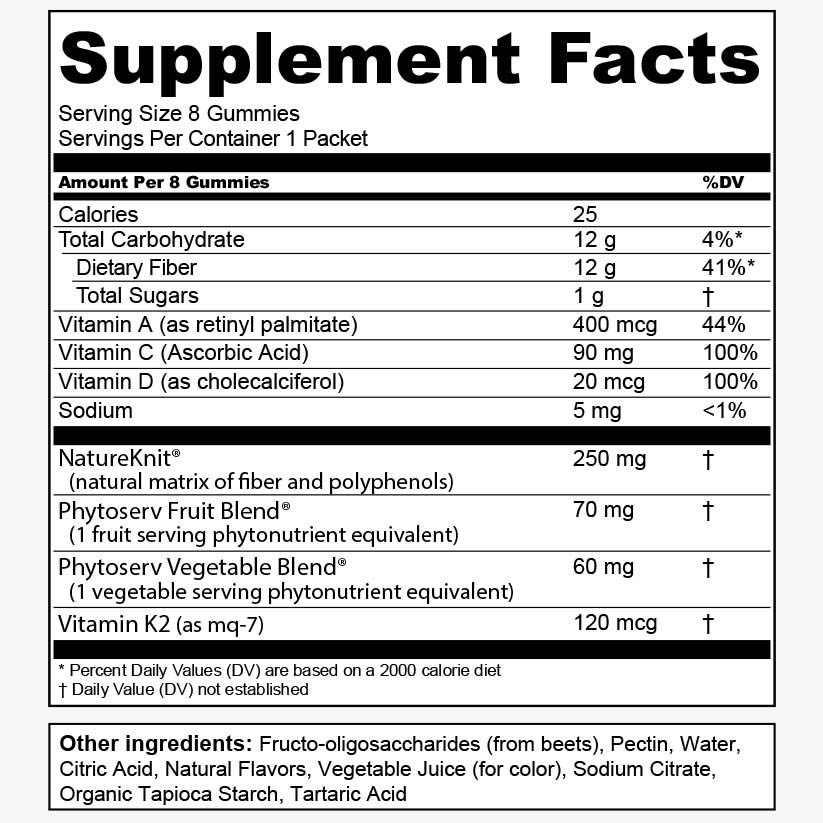 Supplement Facts
Serving Size 8 Gummies
Servings Per Container 1 Packet
Amount Per 8 Gummies %DV
Calories 25
Total Carbohydrate 12 g 4%*
Dietary Fiber 12 g 41%*
Total Sugars 1 g †
Vitamin A (as retinyl palmitate) 400 mcg 44%
Vitamin C (Ascorbic Acid) 90 mg 100%
Vitamin D (as cholecalciferol) 20 mcg 100%
Sodium 5 mg <1%
NatureKnit® 250 mg †
(natural matrix of fiber and polyphenols)
Phytoserv Fruit Blend® 70 mg †
(1 fruit serving phytonutrient equivalent)
Phytoserv Vegetable Blend® 60 mg †
(1 vegetable serving phytonutrient equivalent)
Vitamin K2 (as mq-7) 120 mcg †
* Percent Daily Values (DV) are based on a 2000 calorie diet
† Daily Value (DV) not established
Other ingredients: Fructo-oligosaccharides (from beets), Pectin, Water,
Citric Acid, Natural Flavors, Vegetable Juice (for color), Sodium Citrate,
Organic Tapioca Starch, Tartaric Acid